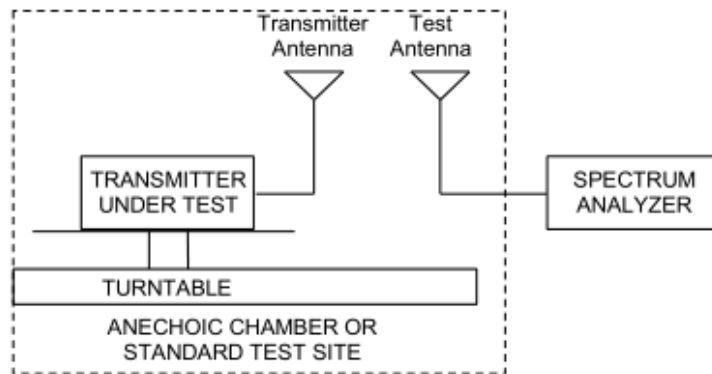 Transmitter
Antenna
Test
Antenna
TRANSMITTER
UNDER TEST
SPECTRUM
ANALYZER
TURNTABLE
ANECHOIC CHAMBER OR
STANDARD TEST SITE